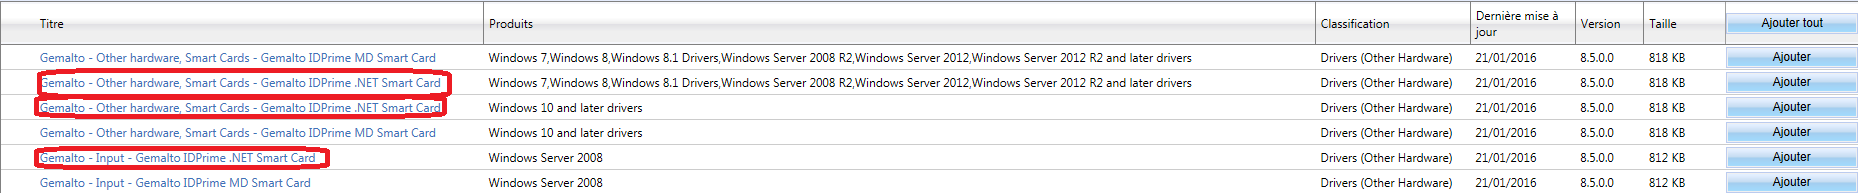 Titre Produits Classification Dernière mise à jour Version Taille Ajouter tout
Gemalto - Other hardware, Smart Cards - Gemalto IDPrime MD Smart Card Windows 7,Windows 8,Windows 8.1 Drivers,Windows Server 2008 R2,Windows Server 2012,Windows Server 2012 R2 and later drivers Drivers (Other Hardware) 21/01/2016 8.5.0.0 818 KB Ajouter
Gemalto - Other hardware, Smart Cards - Gemalto IDPrime .NET Smart Card Windows 7,Windows 8,Windows 8.1 Drivers,Windows Server 2008 R2,Windows Server 2012,Windows Server 2012 R2 and later drivers Drivers (Other Hardware) 21/01/2016 8.5.0.0 818 KB Ajouter
Gemalto - Other hardware, Smart Cards - Gemalto IDPrime .NET Smart Card Windows 10 and later drivers Drivers (Other Hardware) 21/01/2016 8.5.0.0 818 KB Ajouter
Gemalto - Other hardware, Smart Cards - Gemalto IDPrime MD Smart Card Windows 10 and later drivers Drivers (Other Hardware) 21/01/2016 8.5.0.0 818 KB Ajouter
Gemalto - Input - Gemalto IDPrime .NET Smart Card Windows Server 2008 Drivers (Other Hardware) 21/01/2016 8.5.0.0 812 KB Ajouter
Gemalto - Input - Gemalto IDPrime MD Smart Card Windows Server 2008 Drivers (Other Hardware) 21/01/2016 8.5.0.0 812 KB Ajouter